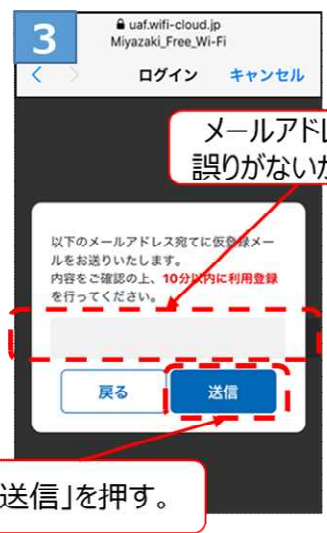 3
uaf.wifi-cloud.jp
Miyazaki_Free_Wi-Fi
ログイン
キャンセル
メールアドレ
誤りがないか
以下のメールアドレス宛てに仮登録メー
ルをお送りいたします。
内容をご確認の上、10分以内に利用登録
を行ってください。
戻る
送信
送信」を押す。